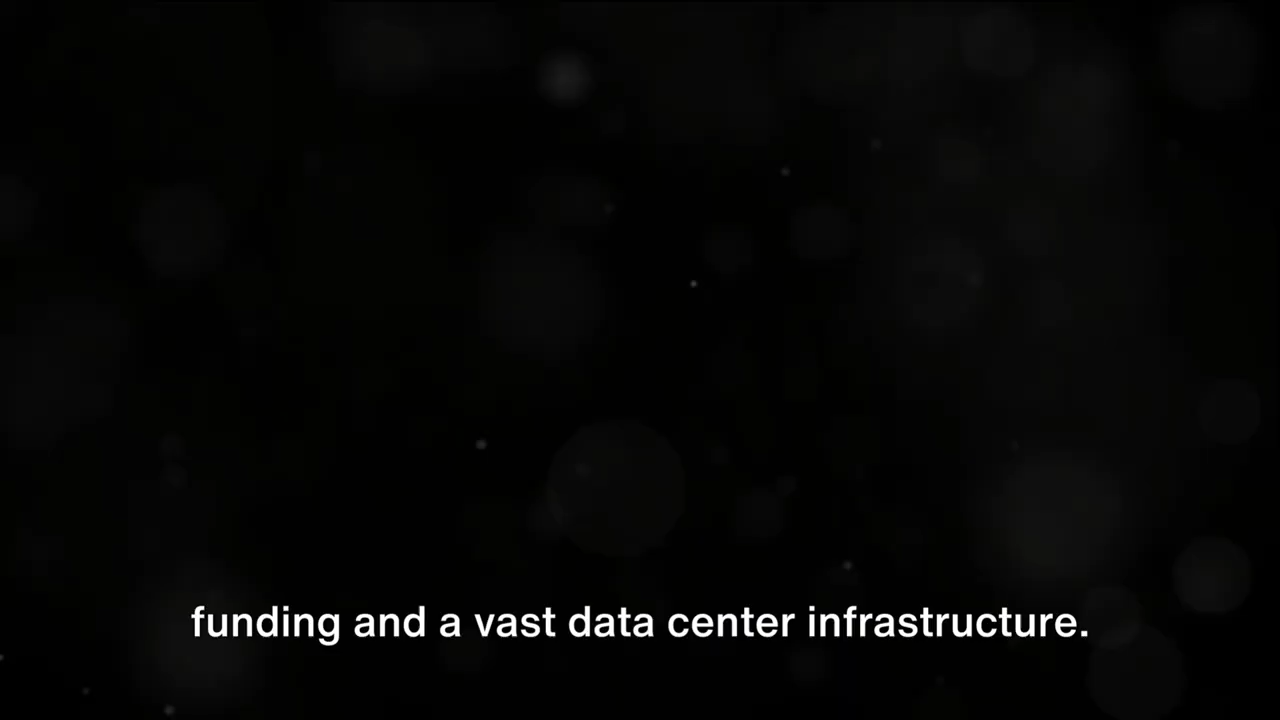 funding and a vast data center infrastructure.